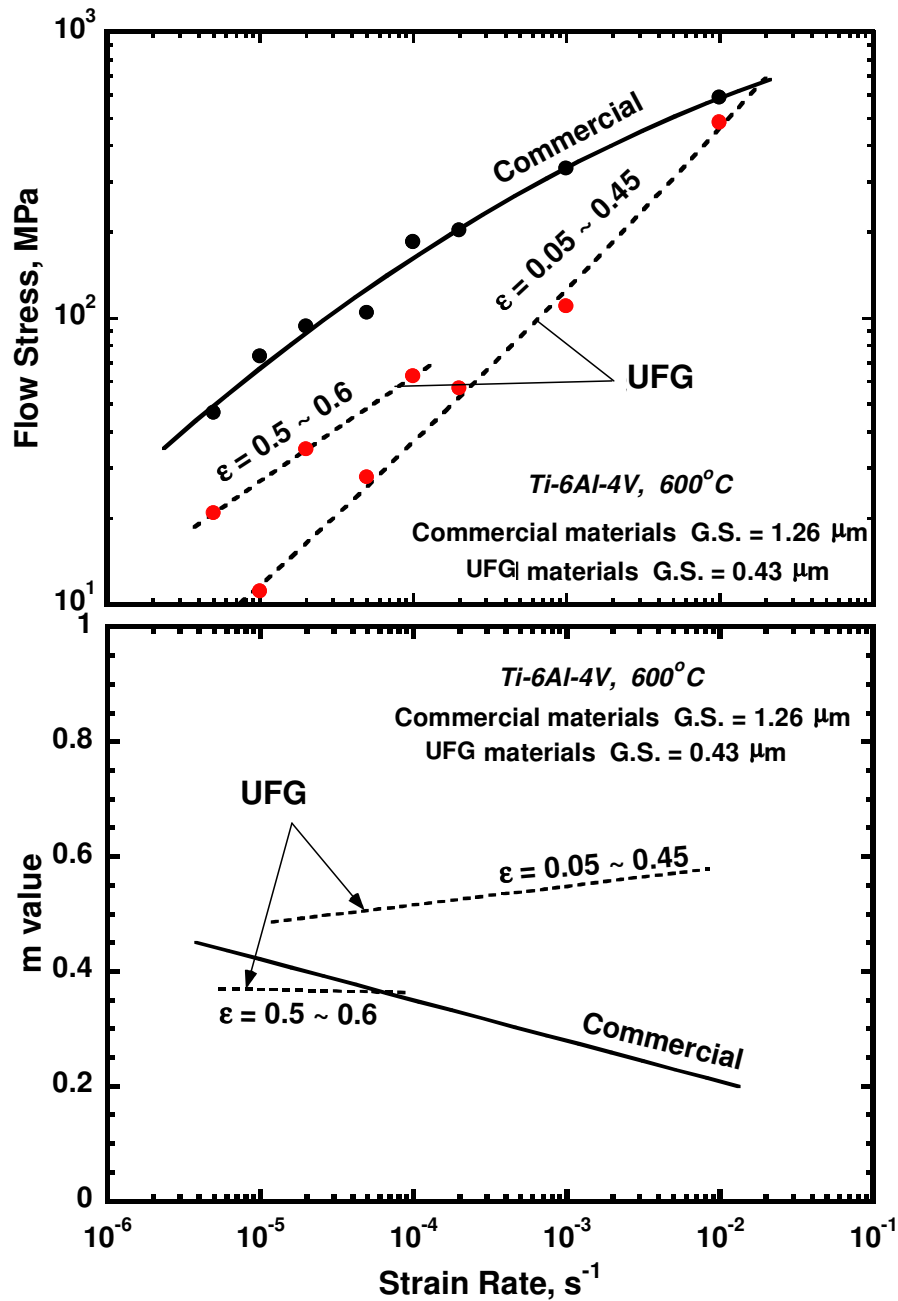 10³
Commercial
ε = 0.05 ~ 0.45
Flow Stress, MPa
10²
UFG
ε = 0.5 ~ 0.6
Ti-6Al-4V, 600°C
Commercial materials G.S. = 1.26 μm
UFG materials G.S. = 0.43 μm
10¹
1
Ti-6Al-4V, 600°C
Commercial materials G.S. = 1.26 μm
UFG materials G.S. = 0.43 μm
0.8
UFG
0.6
ε = 0.05 ~ 0.45
m value
0.4
ε = 0.5 ~ 0.6
Commercial
0.2
0
10⁻⁶ 10⁻⁵ 10⁻⁴ 10⁻³ 10⁻² 10⁻¹
Strain Rate, s⁻¹